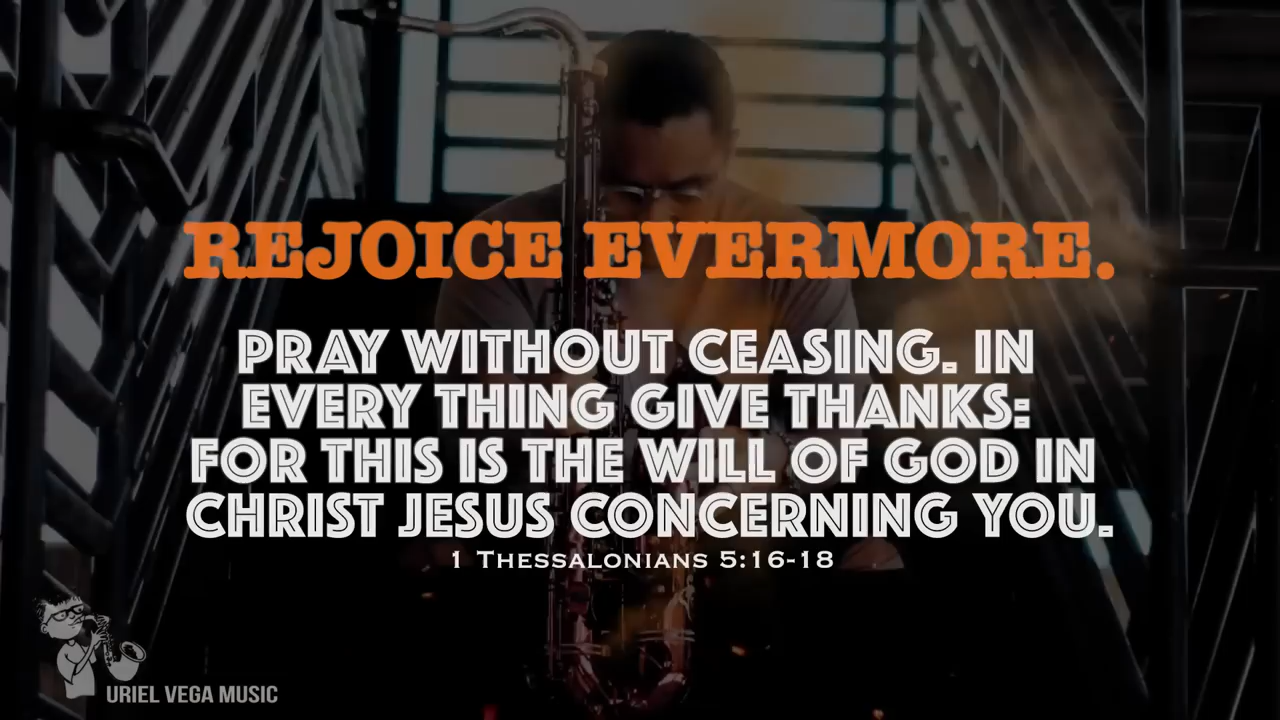 REJOICE EVERMORE.
PRAY WITHOUT CEASING. IN
EVERY THING GIVE THANKS:
FOR THIS IS THE WILL OF GOD IN
CHRIST JESUS CONCERNING YOU.
1 THESSALONIANS 5:16-18
URIEL VEGA MUSIC